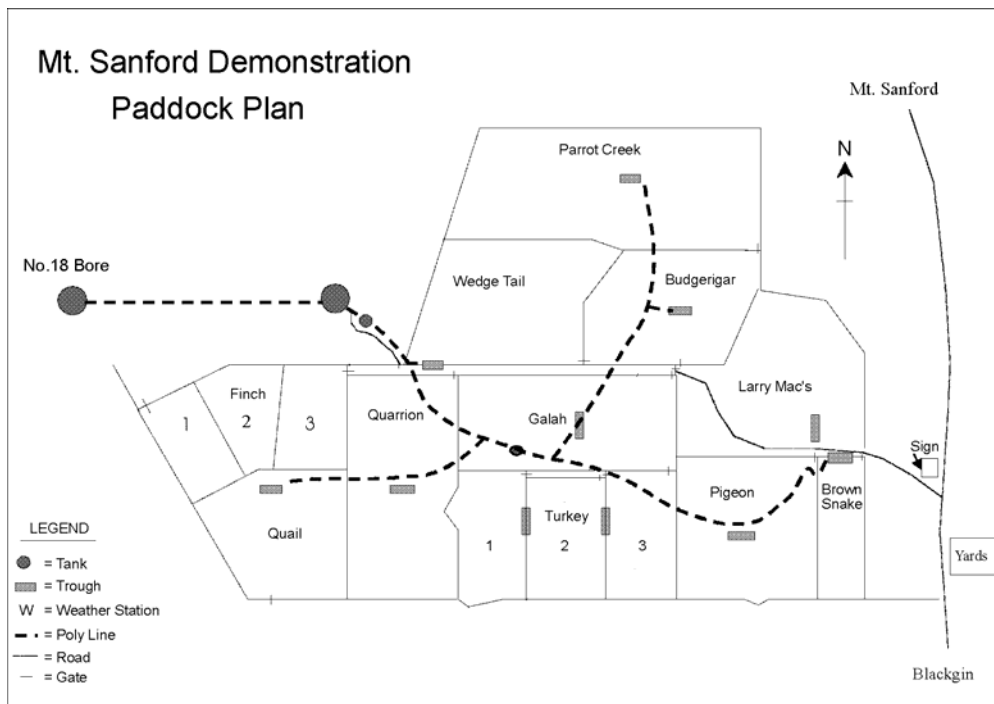 Mt. Sanford Demonstration
Paddock Plan
Mt. Sanford
N
Parrot Creek
No.18 Bore
Wedge Tail
Budgerigar
Larry Mac's
Finch
1
2
3
Quarrion
Galah
Sign
Pigeon
Brown
Snake
Quail
Turkey
1
2
3
Yards
LEGEND
= Tank
= Trough
W = Weather Station
= Poly Line
= Road
= Gate
Blackgin